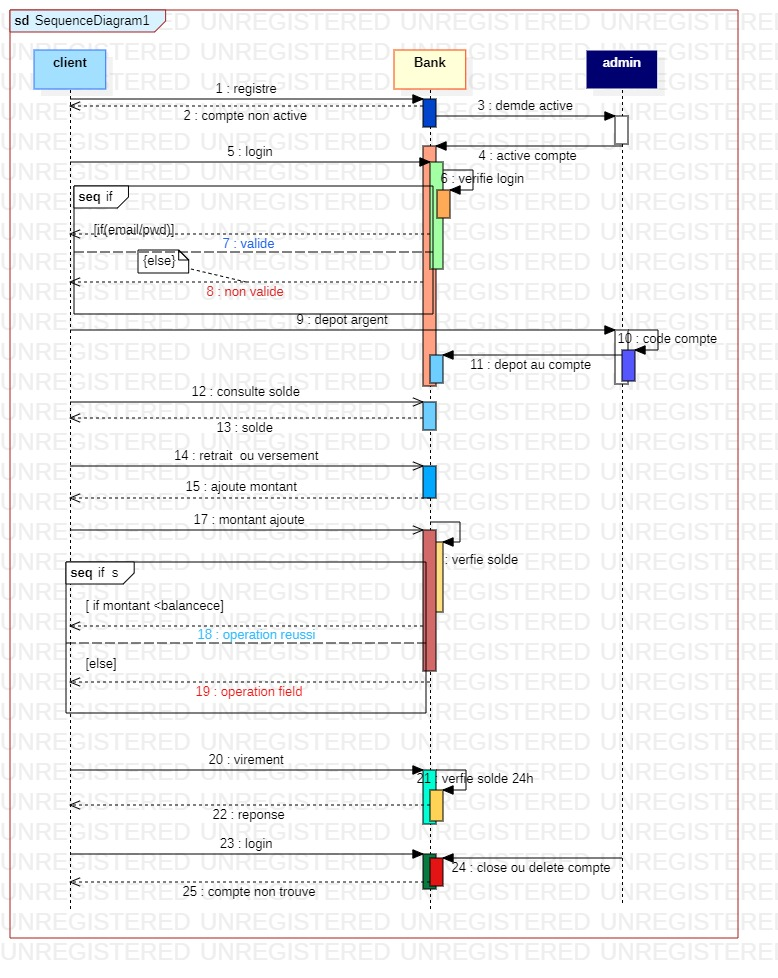 sd SequenceDiagram1
client
Bank
admin
1 : registre
2 : compte non active
3 : demde active
4 : active compte
5 : login
6 : verifie login
seq if
[if(email/pwd)]
7 : valide
{else}
8 : non valide
9 : depot argent
10 : code compte
11 : depot au compte
12 : consulte solde
13 : solde
14 : retrait ou versement
15 : ajoute montant
17 : montant ajoute
: verfie solde
seq if s
[ if montant <balancece]
18 : operation reussi
[else]
19 : operation field
20 : virement
21 : verfie solde 24h
22 : reponse
23 : login
24 : close ou delete compte
25 : compte non trouve
UNREGISTERED